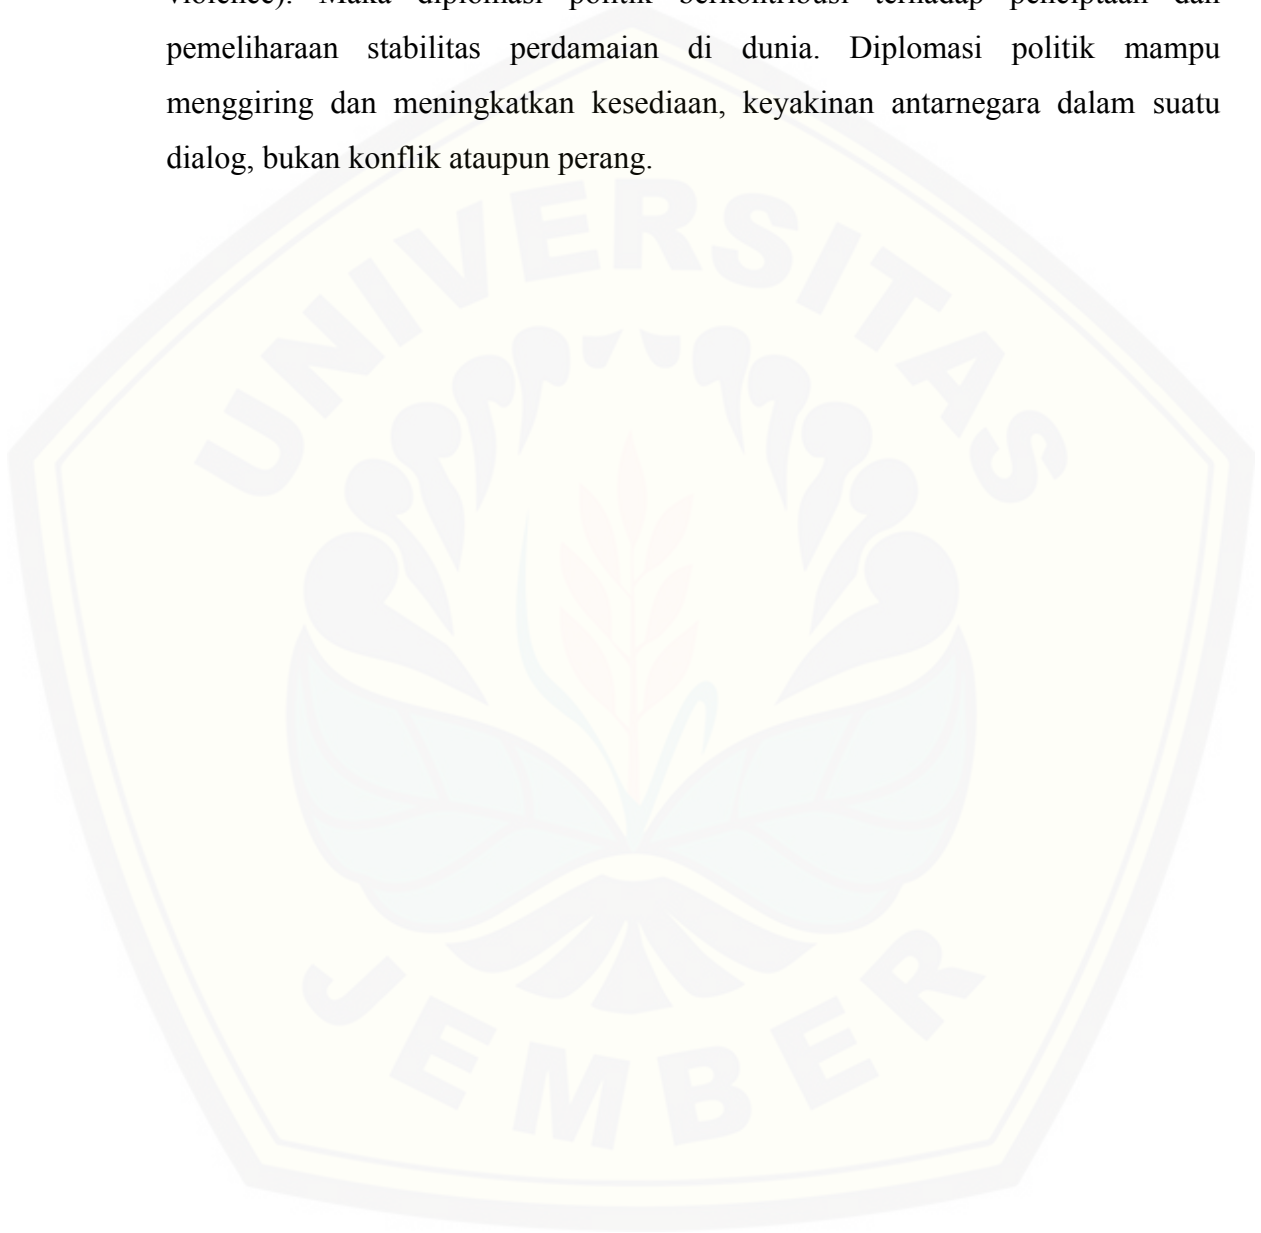 violence). Maka diplomasi politik berkontribusi terhadap penciptaan dan
pemeliharaan stabilitas perdamaian di dunia. Diplomasi politik mampu
menggiring dan meningkatkan kesediaan, keyakinan antarnegara dalam suatu
dialog, bukan konflik ataupun perang.
UNIVERSITAS
JEMBER